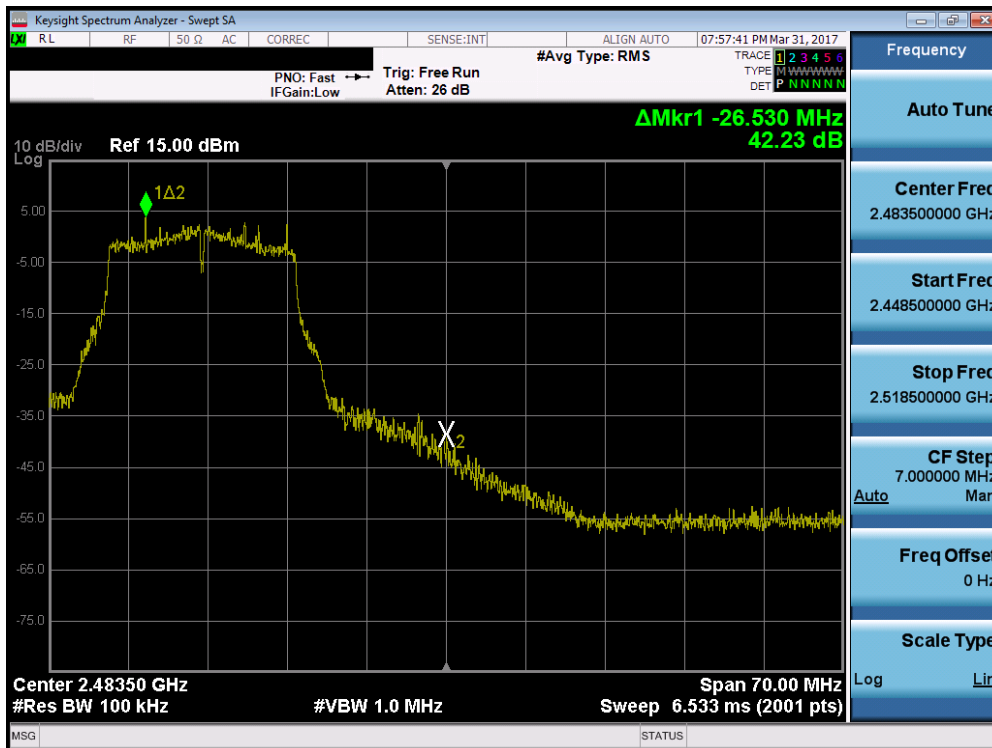 Keysight Spectrum Analyzer - Swept SA
LXI RL RF 50 Ω AC CORREC SENSE:INT ALIGN AUTO 07:57:41 PM Mar 31, 2017
PNO: Fast
IFGain:Low
Trig: Free Run
Atten: 26 dB
#Avg Type: RMS
TRACE 1 2 3 4 5 6
TYPE M WWWWW
DET P N N N N N
ΔMkr1 -26.530 MHz
42.23 dB
10 dB/div Ref 15.00 dBm
Log
1Δ2
5.00
-5.00
-15.0
-25.0
-35.0
X2
-45.0
-55.0
-65.0
-75.0
Center 2.48350 GHz Span 70.00 MHz
#Res BW 100 kHz #VBW 1.0 MHz Sweep 6.533 ms (2001 pts)
MSG STATUS
Frequency
Auto Tune
Center Freq
2.483500000 GHz
Start Freq
2.448500000 GHz
Stop Freq
2.518500000 GHz
CF Step
7.000000 MHz
Auto Man
Freq Offset
0 Hz
Scale Type
Log Lin